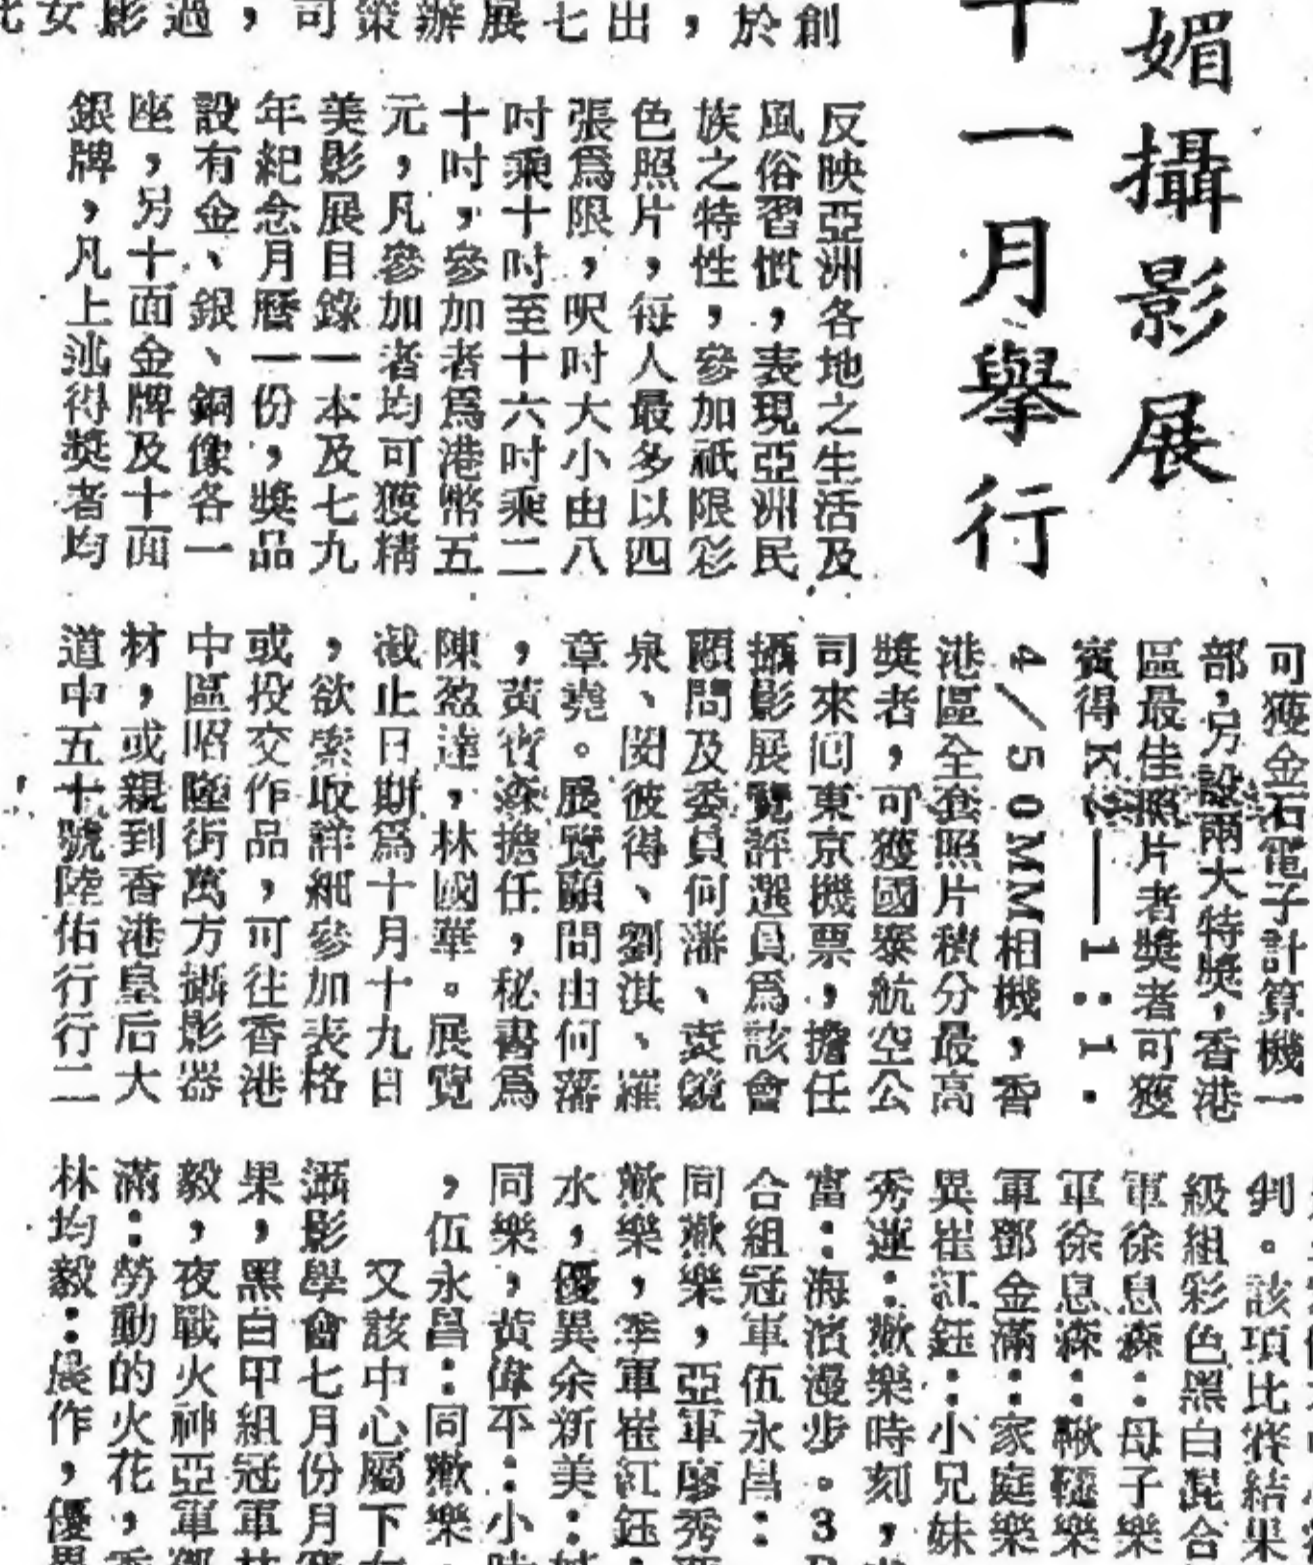 媚攝影展
十一月舉行
創
於
，
出
七
展
辦
策
可
，
過
影
女
反映亞洲各地之生活及
風俗習慣，表現亞洲民
族之特性，參加祇限彩
色照片，每人最多以四
張爲限，呎吋大小由八
吋乘十吋至十六吋乘二
十吋，參加者爲港幣五
元，凡參加者均可獲精
美影展目錄一本及七九
年紀念月曆一份，獎品
設有金、銀、銅像各一
座，另十面金牌及十面
銀牌，凡上述得獎者均
可獲金石電子計算機一
部，另設兩大特獎，香港
區最佳照片者獎者可獲
賓得K2——1：1．
4／50MM相機，香
港區全套照片積分最高
獎者，可獲國泰航空公
司來回東京機票，擔任
攝影展覽評選員爲該會
顧問及委員何藩、袁鏡
泉、閔彼得、劉淇、羅
章堯。展覽顧問由何藩
，黃寶森擔任，秘書爲
陳盈達，林國華。展覽
截止日期爲十月十九日
，欲索取詳細參加表格
或投交作品，可往香港
中區昭隆街萬方攝影器
材，或親到香港皇后大
道中五十號陸佑行行二
判。該項比賽結果
級組彩色黑白混合
軍徐息森：母子樂
軍徐息森：鞦韆樂
軍鄧金滿：家庭樂
異崔紅鈺：小兄妹
秀蓮：歡樂時刻，
富：海濱漫步。3
合組冠軍伍永昌：
同歡樂，亞軍廖秀
歡樂，季軍崔紅鈺：
水，優異余新美：
同樂，黃偉不：小
，伍永昌：同歡樂。
又該中心屬下
攝影學會七月份月賽
果，黑白甲組冠軍林
毅，夜戰火神亞軍鄧
滿：勞動的火花，
林均毅：晨作，優異